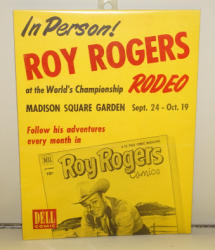 In Person!
ROY ROGERS
at the World's Championship RODEO
MADISON SQUARE GARDEN Sept. 24 - Oct. 19
Follow his adventures
every month in
Roy Rogers
Comics
DELL
COMIC